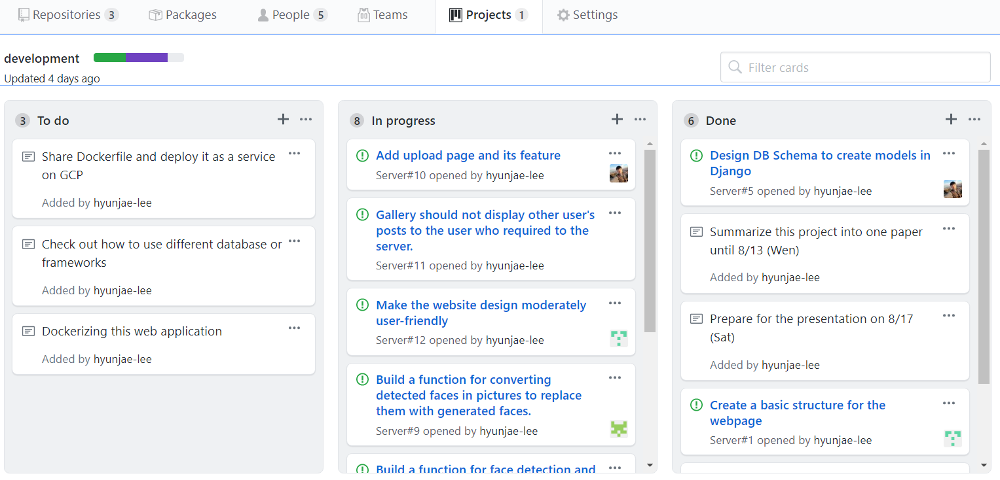 Repositories 3 Packages People 5 Teams Projects 1 Settings
development
Updated 4 days ago
Filter cards
3 To do
Share Dockerfile and deploy it as a service
on GCP
Added by hyunjae-lee
Check out how to use different database or
frameworks
Added by hyunjae-lee
Dockerizing this web application
Added by hyunjae-lee
8 In progress
Add upload page and its feature
Server#10 opened by hyunjae-lee
Gallery should not display other user's
posts to the user who required to the
server.
Server#11 opened by hyunjae-lee
Make the website design moderately
user-friendly
Server#12 opened by hyunjae-lee
Build a function for converting
detected faces in pictures to replace
them with generated faces.
Server#9 opened by hyunjae-lee
Build a function for face detection and
6 Done
Design DB Schema to create models in
Django
Server#5 opened by hyunjae-lee
Summarize this project into one paper
until 8/13 (Wen)
Added by hyunjae-lee
Prepare for the presentation on 8/17
(Sat)
Added by hyunjae-lee
Create a basic structure for the
webpage
Server#1 opened by hyunjae-lee